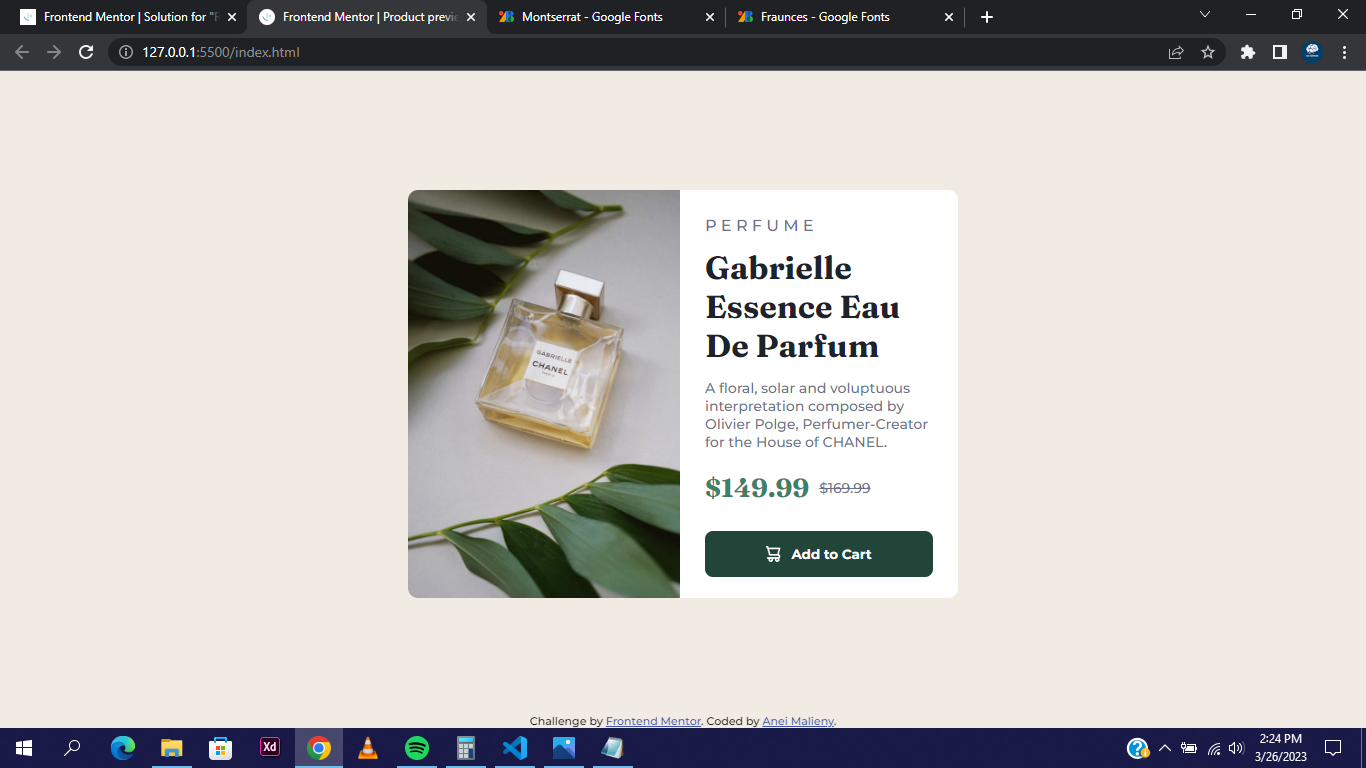 Frontend Mentor | Solution for "R
Frontend Mentor | Product previe
Montserrat - Google Fonts
Fraunces - Google Fonts
127.0.0.1:5500/index.html
PERFUME
Gabrielle
Essence Eau
De Parfum
GABRIELLE
CHANEL
PARIS
A floral, solar and voluptuous
interpretation composed by
Olivier Polge, Perfumer-Creator
for the House of CHANEL.
$149.99 $169.99
Add to Cart
Challenge by Frontend Mentor. Coded by Anei Malieny.
Xd
2:24 PM
3/26/2023